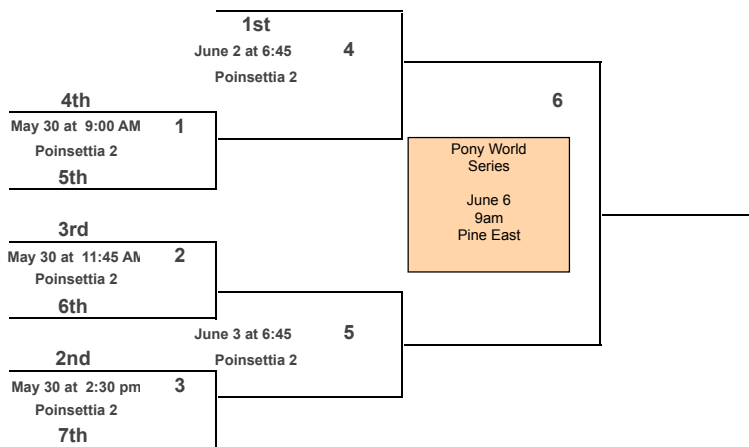 1st
June 2 at 6:45 4
Poinsettia 2
4th
May 30 at 9:00 AM 1
Poinsettia 2
5th
6
Pony World
Series
June 6
9am
Pine East
3rd
May 30 at 11:45 AM 2
Poinsettia 2
6th
June 3 at 6:45 5
Poinsettia 2
2nd
May 30 at 2:30 pm 3
Poinsettia 2
7th